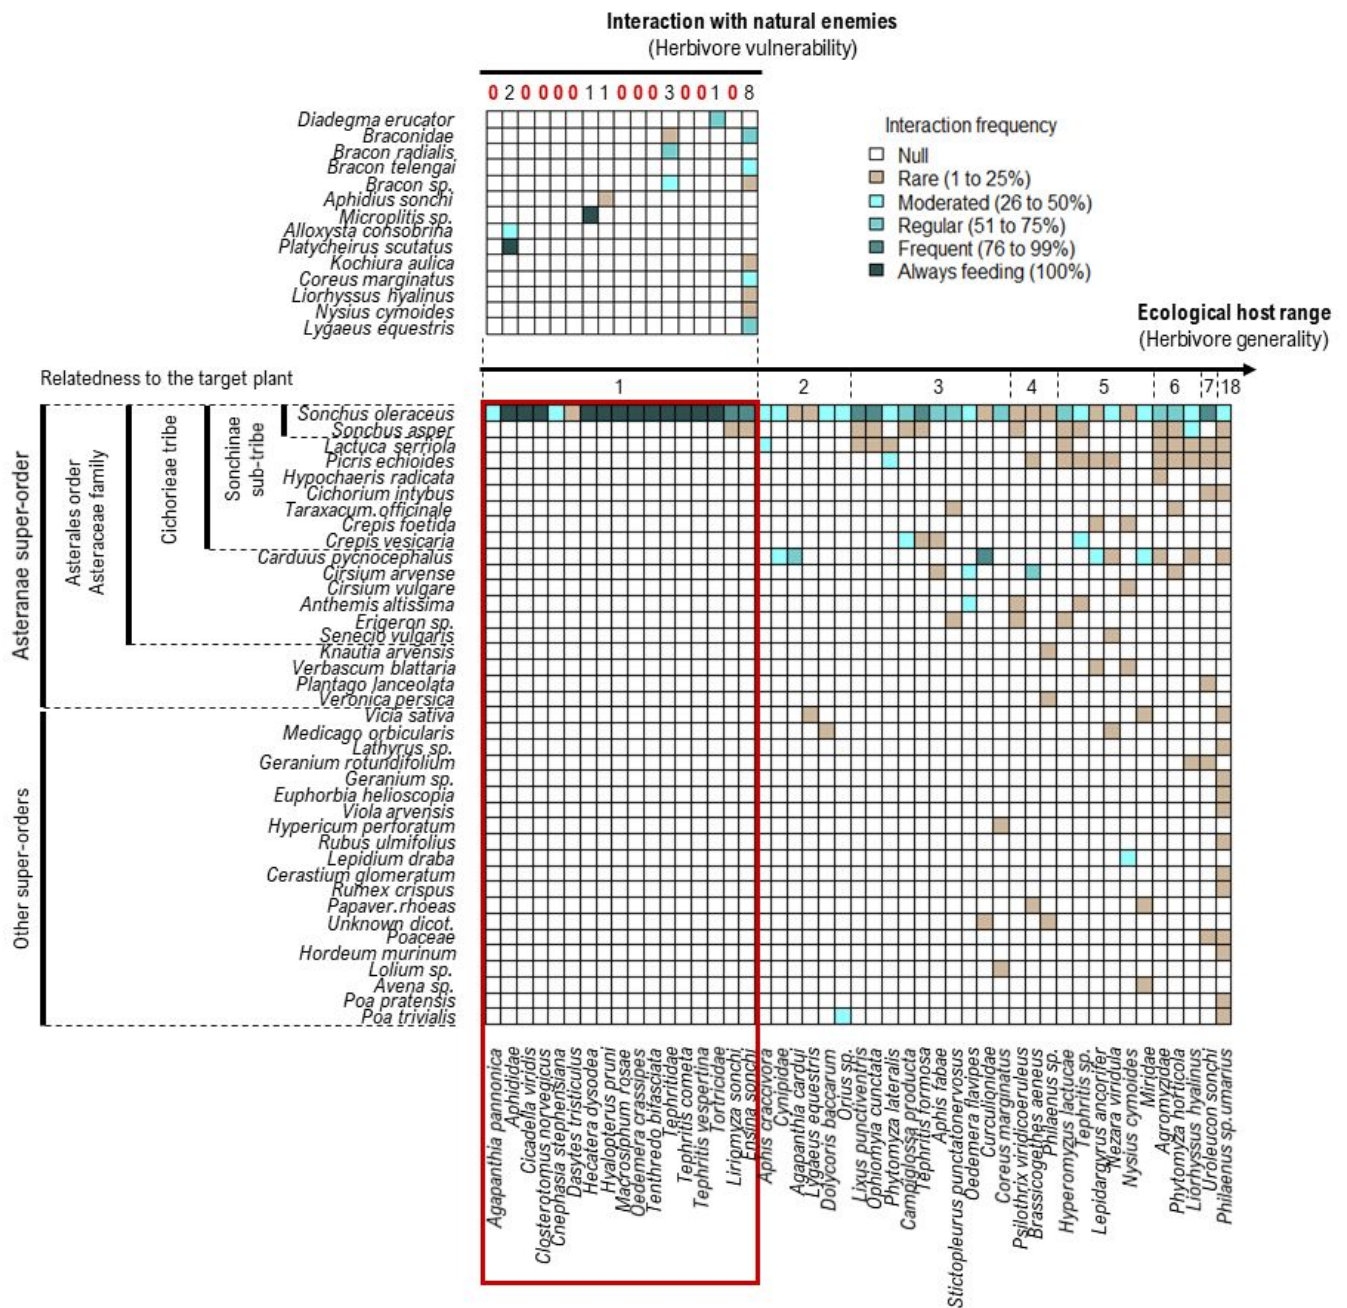 Interaction with natural enemies
(Herbivore vulnerability)
0 2 0 0 0 0 1 1 0 0 0 3 0 0 1 0 8
Diadegma erucator
Braconidae
Bracon radialis
Bracon telengai
Bracon sp.
Aphidius sonchi
Microplitis sp.
Alloxysta consobrina
Platycheirus scutatus
Kochiura aulica
Coreus marginatus
Liorhyssus hyalinus
Nysius cymoides
Lygaeus equestris
Interaction frequency
Null
Rare (1 to 25%)
Moderated (26 to 50%)
Regular (51 to 75%)
Frequent (76 to 99%)
Always feeding (100%)
Ecological host range
(Herbivore generality)
Relatedness to the target plant
1 2 3 4 5 6 7 18
Asteranae super-order
Asterales order
Asteraceae family
Cichorieae tribe
Sonchinae
sub-tribe
Other super-orders
Sonchus oleraceus
Sonchus asper
Lactuca serriola
Picris echioides
Hypochaeris radicata
Cichorium intybus
Taraxacum.officinale
Crepis foetida
Crepis vesicaria
Carduus pycnocephalus
Cirsium arvense
Cirsium vulgare
Anthemis altissima
Erigeron sp.
Senecio vulgaris
Knautia arvensis
Verbascum blattaria
Plantago lanceolata
Veronica persica
Vicia sativa
Medicago orbicularis
Lathyrus sp.
Geranium rotundifolium
Geranium sp.
Euphorbia helioscopia
Viola arvensis
Hypericum perforatum
Rubus ulmifolius
Lepidium draba
Cerastium glomeratum
Rumex crispus
Papaver.rhoeas
Unknown dicot.
Poaceae
Hordeum murinum
Lolium sp.
Avena sp.
Poa pratensis
Poa trivialis
Agapanthia pannonica
Aphididae
Cicadella viridis
Closterotomus norvegicus
Cnephasia stephensiana
Dasytes tristiculus
Hecatera dysodea
Hyalopterus pruni
Macrosiphum rosae
Oedemera crassipes
Tenthredo bifasciata
Tephritidae
Tephritis cometa
Tephritis vespertina
Tortricidae
Liriomyza sonchi
Ensina sonchi
Aphis craccivora
Cynipidae
Agapanthia cardui
Lygaeus equestris
Dolycoris baccarum
Orius sp.
Lixus punctiventris
Ophiomyia cunctata
Phytomyza lateralis
Campiglossa producta
Tephritis formosa
Aphis fabae
Stictopleurus punctatonervosus
Oedemera flavipes
Curculionidae
Coreus marginatus
Psilothrix viridicoeruleus
Brassicogethes aeneus
Philaenus sp.
Hyperomyzus lactucae
Tephritis sp.
Lepidargyrus ancorifer
Nezara viridula
Nysius cymoides
Miridae
Agromyzidae
Phytomyza horticola
Liorhyssus hyalinus
Uroleucon sonchi
Philaenus sp. umarius